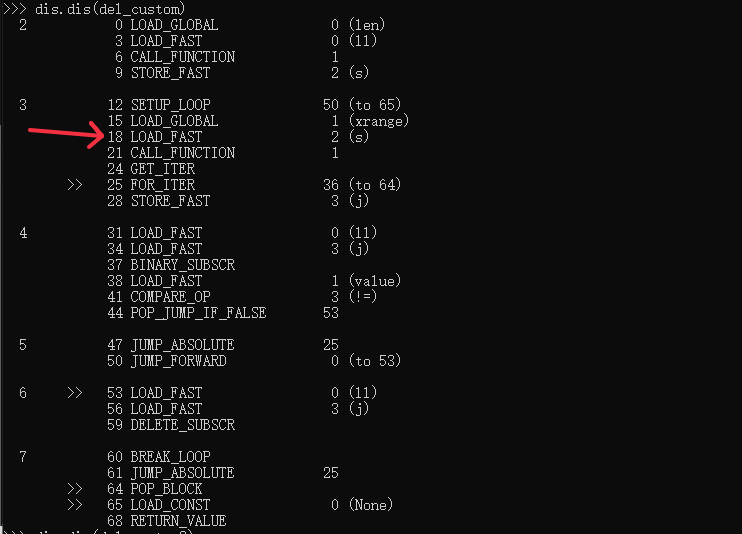 >>> dis.dis(del_custom)
  2           0 LOAD_GLOBAL              0 (len)
              3 LOAD_FAST                0 (ll)
              6 CALL_FUNCTION            1
              9 STORE_FAST               2 (s)

  3          12 SETUP_LOOP              50 (to 65)
             15 LOAD_GLOBAL              1 (xrange)
             18 LOAD_FAST                2 (s)
             21 CALL_FUNCTION            1
             24 GET_ITER
        >>   25 FOR_ITER                36 (to 64)
             28 STORE_FAST               3 (j)

  4          31 LOAD_FAST                0 (ll)
             34 LOAD_FAST                3 (j)
             37 BINARY_SUBSCR
             38 LOAD_FAST                1 (value)
             41 COMPARE_OP               3 (!=)
             44 POP_JUMP_IF_FALSE       53

  5          47 JUMP_ABSOLUTE           25
             50 JUMP_FORWARD             0 (to 53)

  6     >>   53 LOAD_FAST                0 (ll)
             56 LOAD_FAST                3 (j)
             59 DELETE_SUBSCR

  7          60 BREAK_LOOP
             61 JUMP_ABSOLUTE           25
        >>   64 POP_BLOCK
        >>   65 LOAD_CONST               0 (None)
             68 RETURN_VALUE